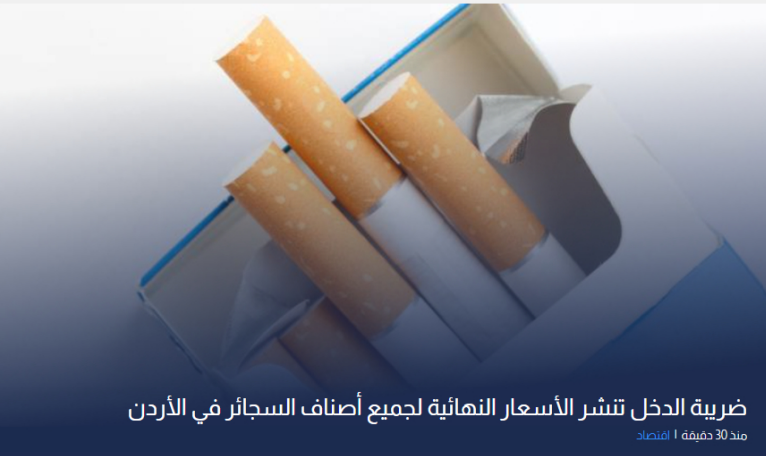 ضريبة الدخل تنشر الأسعار النهائية لجميع أصناف السجائر في الأردن
منذ 30 دقيقة | اقتصاد